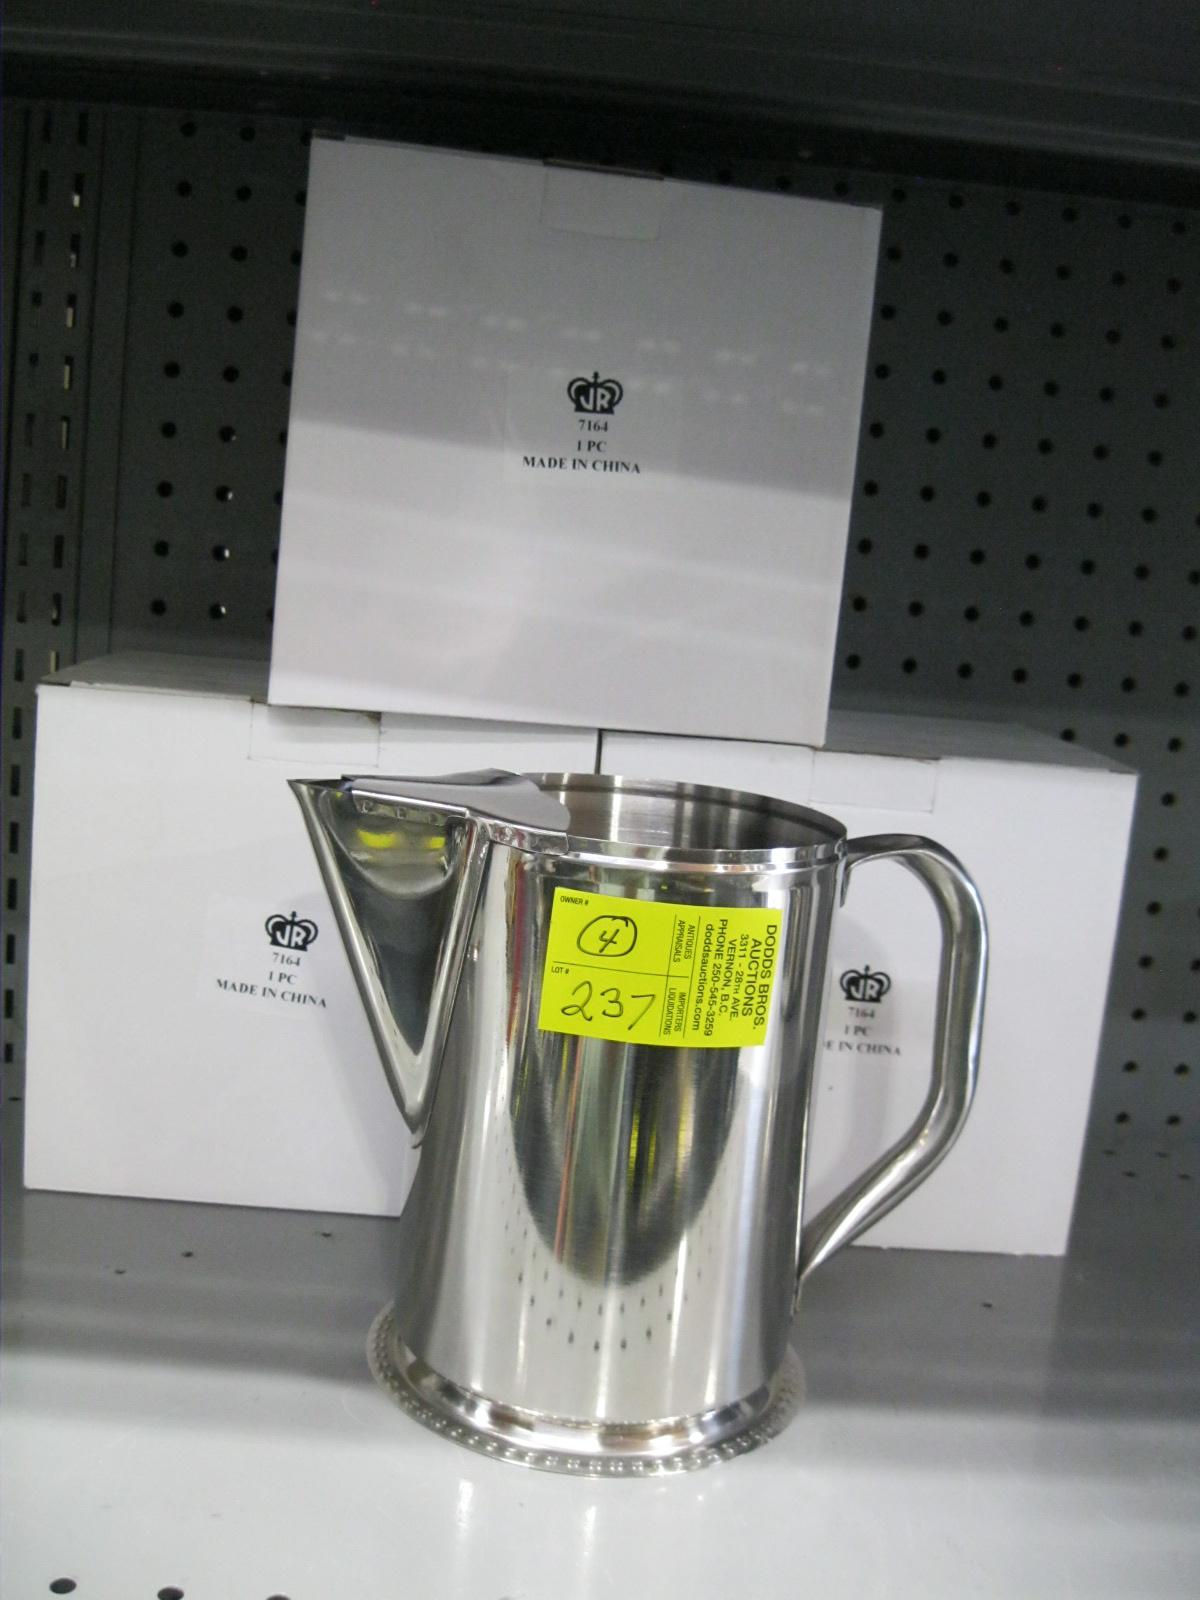 JR
7164
1 PC
MADE IN CHINA
JR
7164
1 PC
MADE IN CHINA
OWNER #
4
LOT #
237
ANTIQUES
APPRAISALS
IMPORTERS
LIQUIDATIONS
DODDS BROS.
AUCTIONS
3311 - 28TH AVE.
VERNON, B.C.
PHONE 250-545-3259
doddsauctions.com
JR
7164
1 PC
E IN CHINA